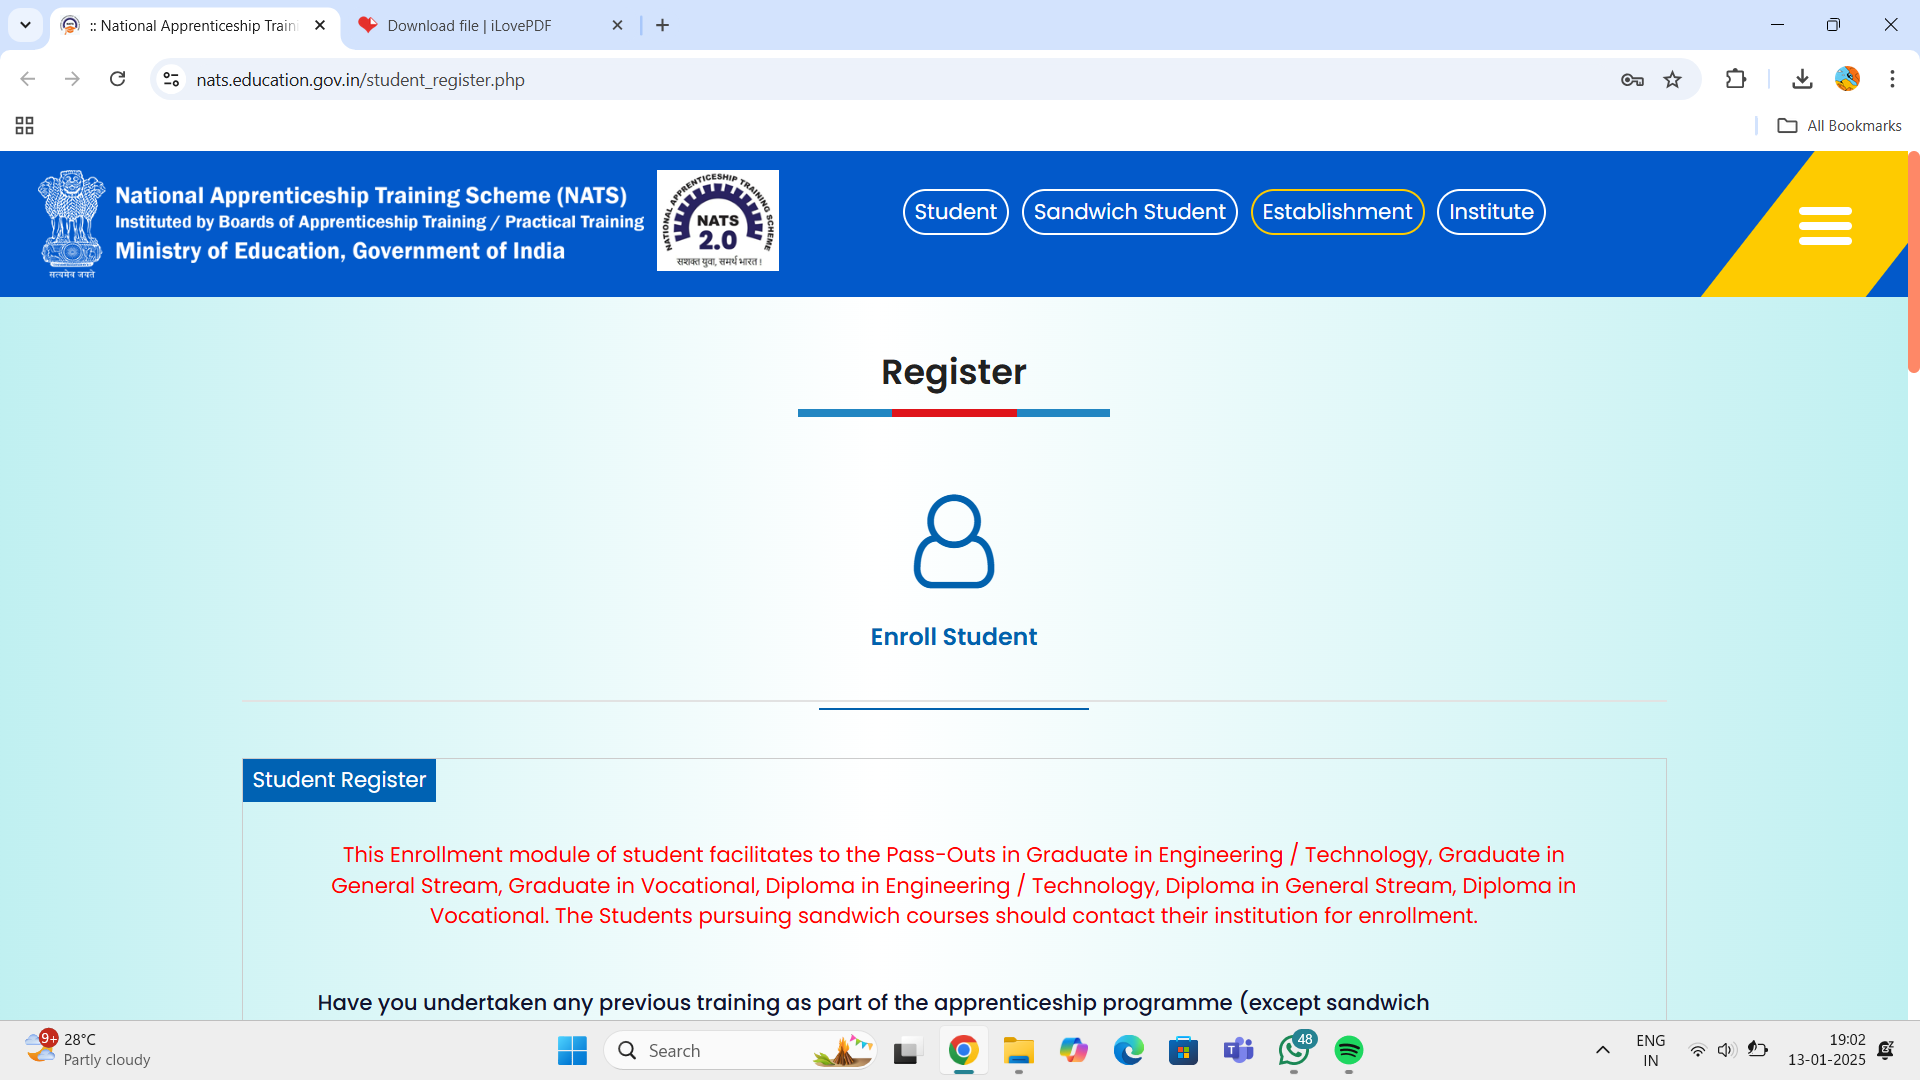 :: National Apprenticeship Traini
Download file | iLovePDF
nats.education.gov.in/student_register.php
All Bookmarks
National Apprenticeship Training Scheme (NATS)
Instituted by Boards of Apprenticeship Training / Practical Training
Ministry of Education, Government of India
सत्यमेव जयते
NATIONAL APPRENTICESHIP TRAINING SCHEME
NATS
2.0
सशक्त युवा, समर्थ भारत !
Student
Sandwich Student
Establishment
Institute
Register
Enroll Student
Student Register
This Enrollment module of student facilitates to the Pass-Outs in Graduate in Engineering / Technology, Graduate in
General Stream, Graduate in Vocational, Diploma in Engineering / Technology, Diploma in General Stream, Diploma in
Vocational. The Students pursuing sandwich courses should contact their institution for enrollment.
Have you undertaken any previous training as part of the apprenticeship programme (except sandwich
9+
28°C
Partly cloudy
Search
48
ENG
IN
19:02
13-01-2025